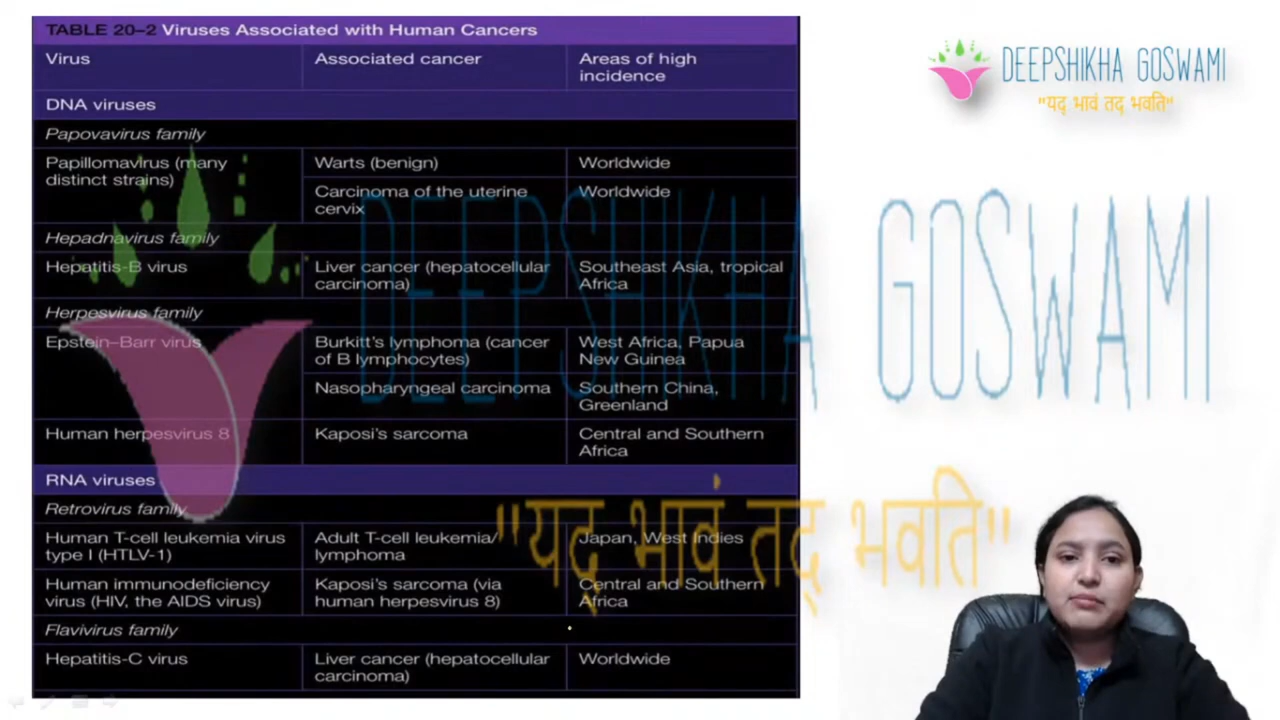 TABLE 20–2 Viruses Associated with Human Cancers
Virus
Associated cancer
Areas of high
incidence
DNA viruses
Papovavirus family
Papillomavirus (many
distinct strains)
Warts (benign)
Worldwide
Carcinoma of the uterine
cervix
Worldwide
Hepadnavirus family
Hepatitis-B virus
Liver cancer (hepatocellular
carcinoma)
Southeast Asia, tropical
Africa
Herpesvirus family
Epstein–Barr virus
Burkitt's lymphoma (cancer
of B lymphocytes)
West Africa, Papua
New Guinea
Nasopharyngeal carcinoma
Southern China,
Greenland
Human herpesvirus 8
Kaposi's sarcoma
Central and Southern
Africa
RNA viruses
Retrovirus family
Human T-cell leukemia virus
type I (HTLV-1)
Adult T-cell leukemia/
lymphoma
Japan, West Indies
Human immunodeficiency
virus (HIV, the AIDS virus)
Kaposi's sarcoma (via
human herpesvirus 8)
Central and Southern
Africa
Flavivirus family
Hepatitis-C virus
Liver cancer (hepatocellular
carcinoma)
Worldwide
DEEPSHIKHA GOSWAMI
"यद् भावं तद् भवति"
DEEPSHIKHA GOSWAMI
"यद् भावं तद् भवति"